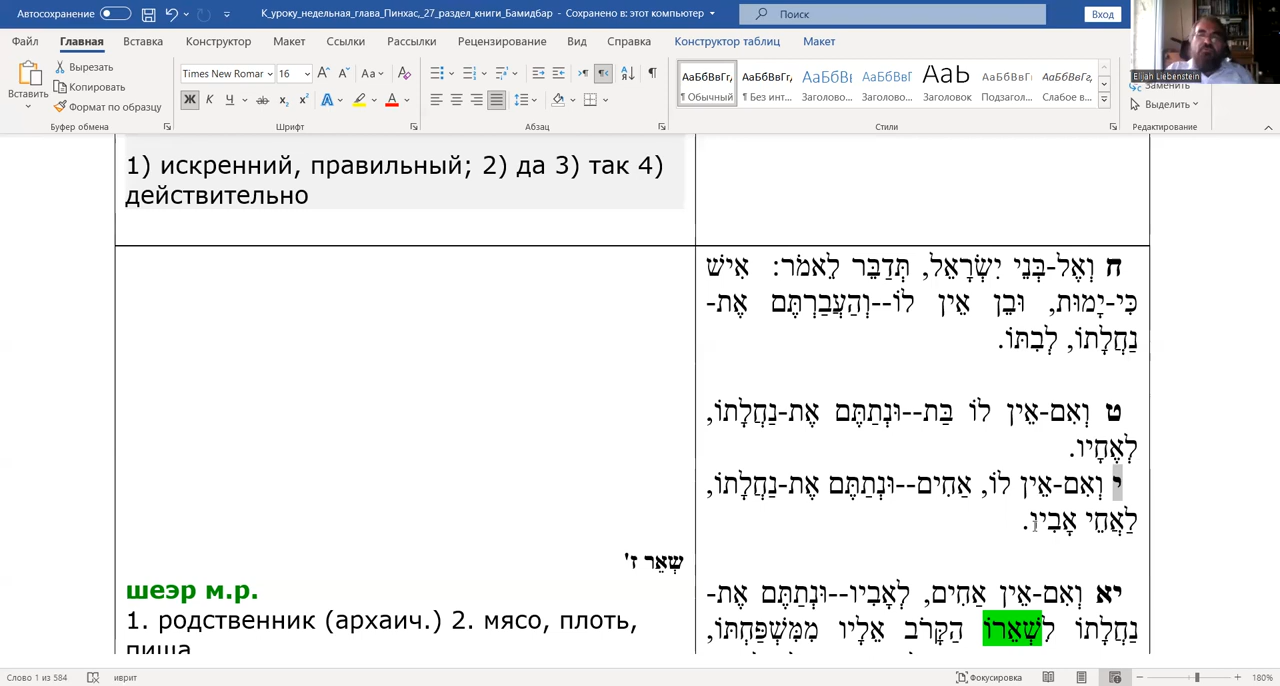 Автосохранение
К_уроку_недельная_глава_Пинхас_27_раздел_книги_Бамидбар - Сохранено в: этот компьютер
Поиск
Вход
Файл Главная Вставка Конструктор Макет Ссылки Рассылки Рецензирование Вид Справка Конструктор таблиц Макет
Elijah Liebenstein
Вставить
Вырезать
Копировать
Формат по образцу
Буфер обмена
Times New Romar 16
Ж К Ч
Шрифт
Абзац
АаБбВвГг, АаБбВвГг, АаБбВвГ АаБбВвГ АаБ АаБбВвГг АаБбВвГг,
¶ Обычный ¶ Без инт... Заголово... Заголово... Заголовок Подзагол... Слабое в...
Стили
Заменить
Выделить
Редактирование
1) искренний, правильный; 2) да 3) так 4)
действительно
ח וְאֶל-בְּנֵי יִשְׂרָאֵל, תְּדַבֵּר לֵאמֹר: אִישׁ
כִּי-יָמוּת, וּבֵן אֵין לוֹ--וְהַעֲבַרְתֶּם אֶת-
נַחֲלָתוֹ, לְבִתּוֹ.
ט וְאִם-אֵין לוֹ בַּת--וּנְתַתֶּם אֶת-נַחֲלָתוֹ,
לְאֶחָיו.
י וְאִם-אֵין לוֹ, אַחִים--וּנְתַתֶּם אֶת-נַחֲלָתוֹ,
לַאֲחֵי אָבִיו.
שְׁאֵר ז'
шеэр м.р.
1. родственник (архаич.) 2. мясо, плоть,
пища
יא וְאִם-אֵין אַחִים, לְאָבִיו--וּנְתַתֶּם אֶת-
נַחֲלָתוֹ לִשְׁאֵרוֹ הַקָּרֹב אֵלָיו מִמִּשְׁפַּחְתּוֹ,
Слово 1 из 584 иврит Фокусировка 180%